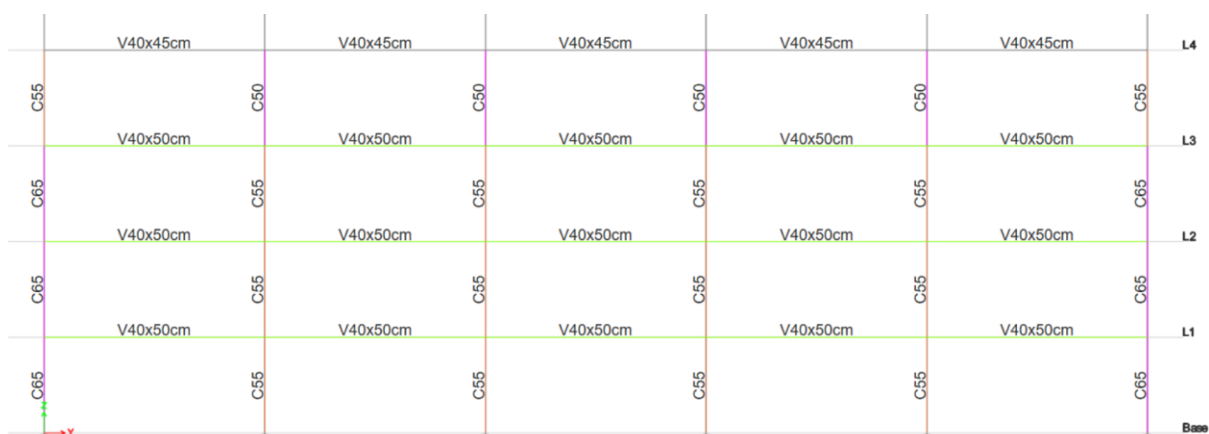 V40x45cm V40x45cm V40x45cm V40x45cm V40x45cm L4
C55 C50 C50 C50 C50 C55
V40x50cm V40x50cm V40x50cm V40x50cm V40x50cm L3
C65 C55 C55 C55 C55 C65
V40x50cm V40x50cm V40x50cm V40x50cm V40x50cm L2
C65 C55 C55 C55 C55 C65
V40x50cm V40x50cm V40x50cm V40x50cm V40x50cm L1
C65 C55 C55 C55 C55 C65
Z
Y Base